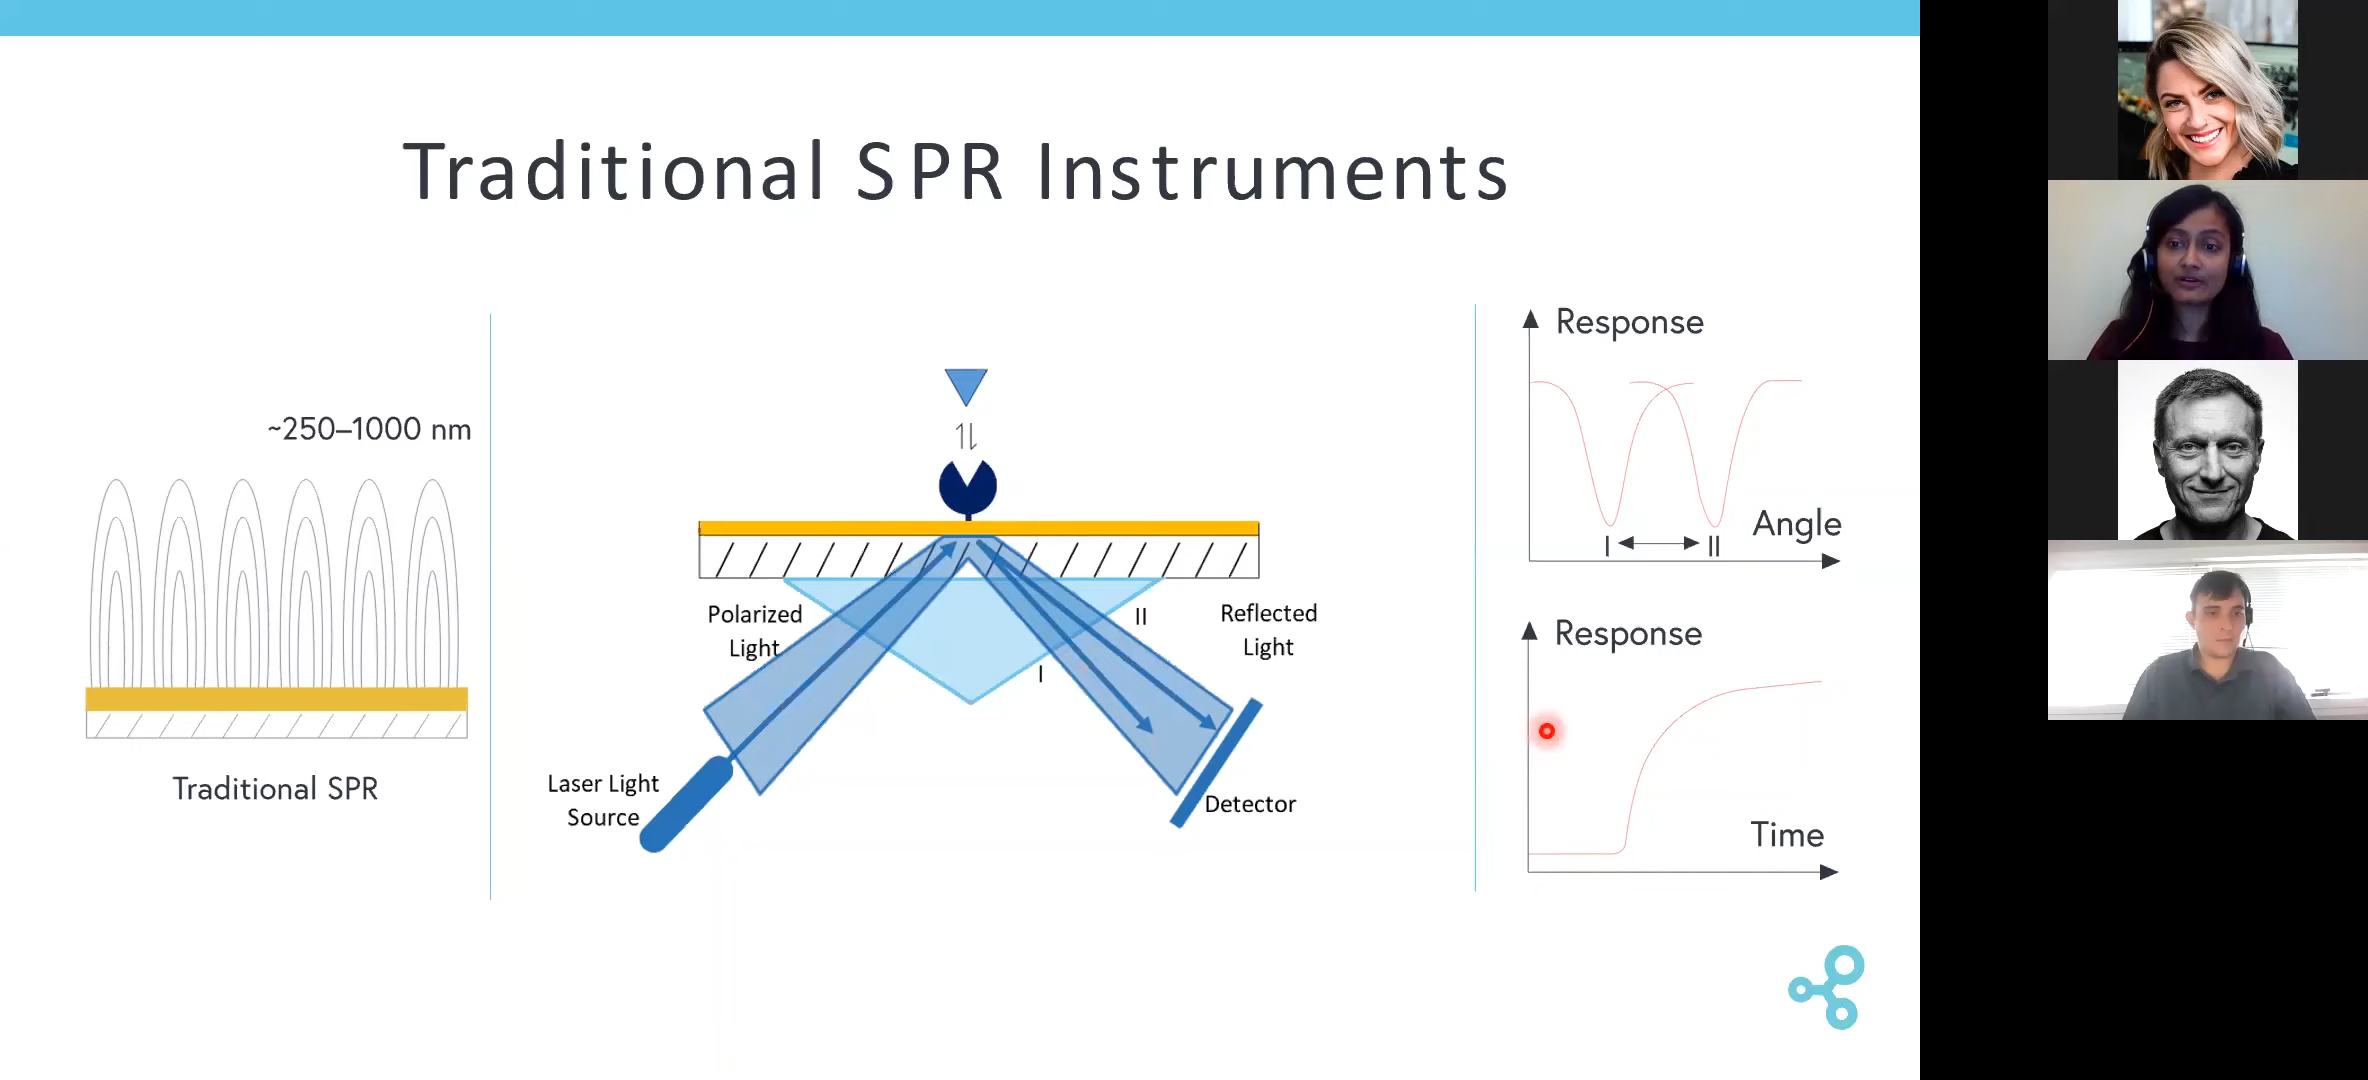 Traditional SPR Instruments
~250–1000 nm
Traditional SPR
Polarized
Light
Laser Light
Source
I
II
Reflected
Light
Detector
Response
I
II
Angle
Response
Time